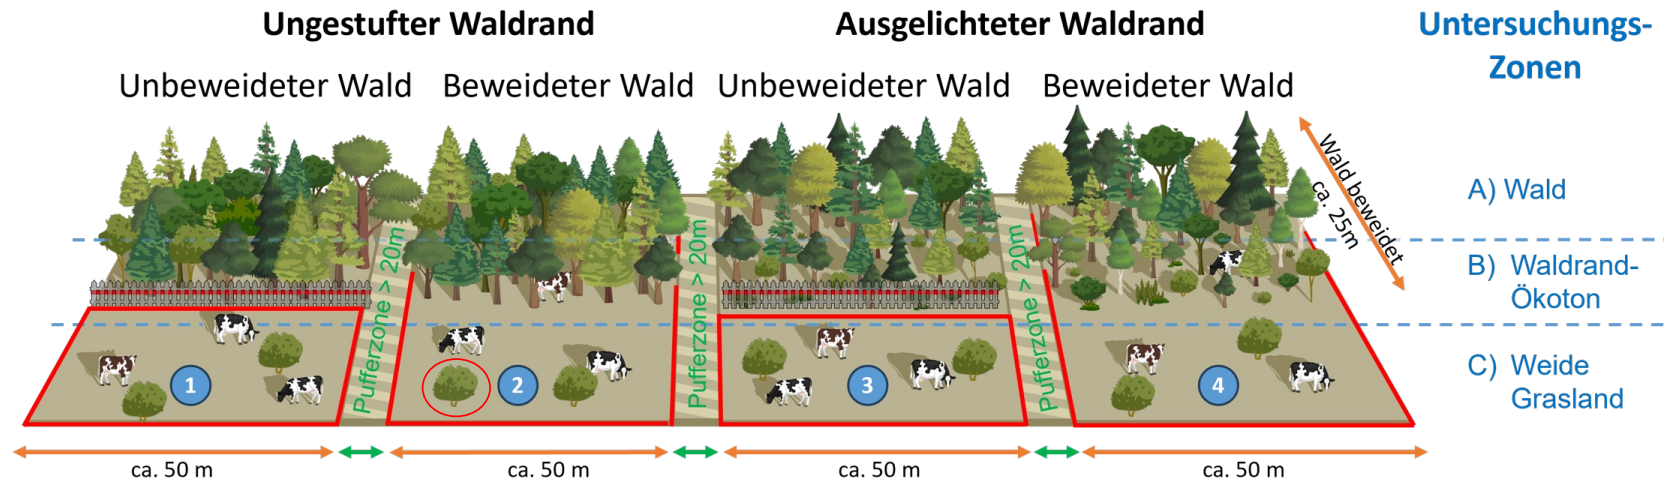 Ungestufter Waldrand
Ausgelichteter Waldrand
Untersuchungs-
Zonen
Unbeweideter Wald
Beweideter Wald
Unbeweideter Wald
Beweideter Wald
Wald beweidet
ca. 25m
A) Wald
B) Waldrand-
Ökoton
C) Weide
Grasland
Pufferzone > 20m
Pufferzone > 20m
Pufferzone > 20m
1
2
3
4
ca. 50 m
ca. 50 m
ca. 50 m
ca. 50 m